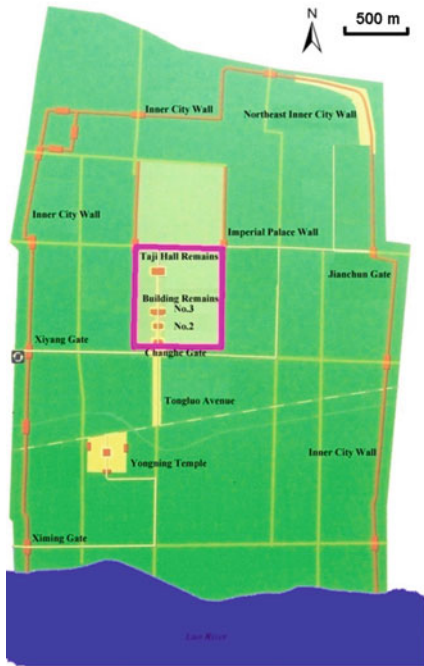 N
500 m
Inner City Wall
Northeast Inner City Wall
Inner City Wall
Imperial Palace Wall
Taji Hall Remains
Jianchun Gate
Building Remains
No.3
No.2
Xiyang Gate
Changhe Gate
Tongluo Avenue
Inner City Wall
Yongning Temple
Ximing Gate
Luo River